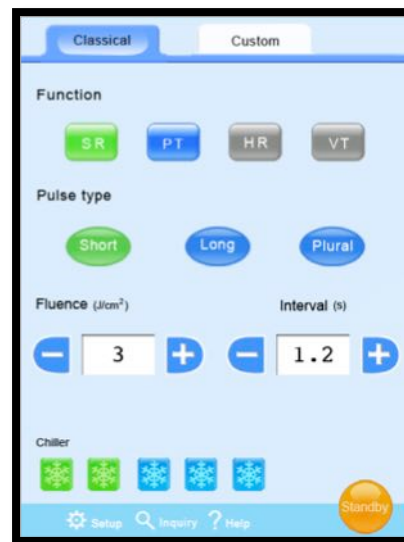 Classical Custom
Function
SR PT HR VT
Pulse type
Short Long Plural
Fluence (J/cm²) Interval (s)
3 1.2
Chiller
Standby
Setup Inquiry ? Help